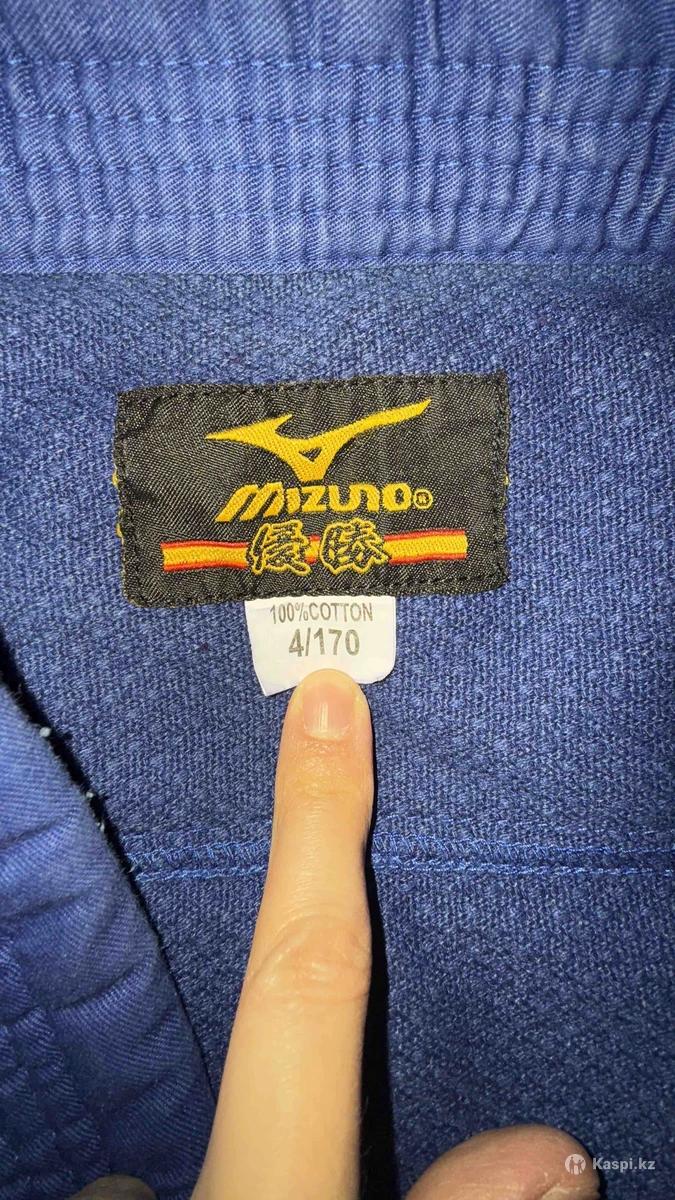 MIZUNO®
優勝
100%COTTON
4/170
Kaspi.kz